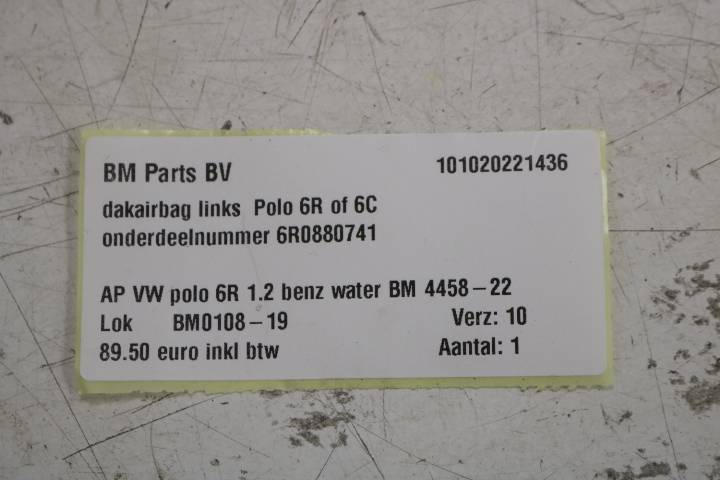 BM Parts BV 101020221436
dakairbag links Polo 6R of 6C
onderdeelnummer 6R0880741
AP VW polo 6R 1.2 benz water BM 4458-22
Lok BM0108-19 Verz: 10
89.50 euro inkl btw Aantal: 1